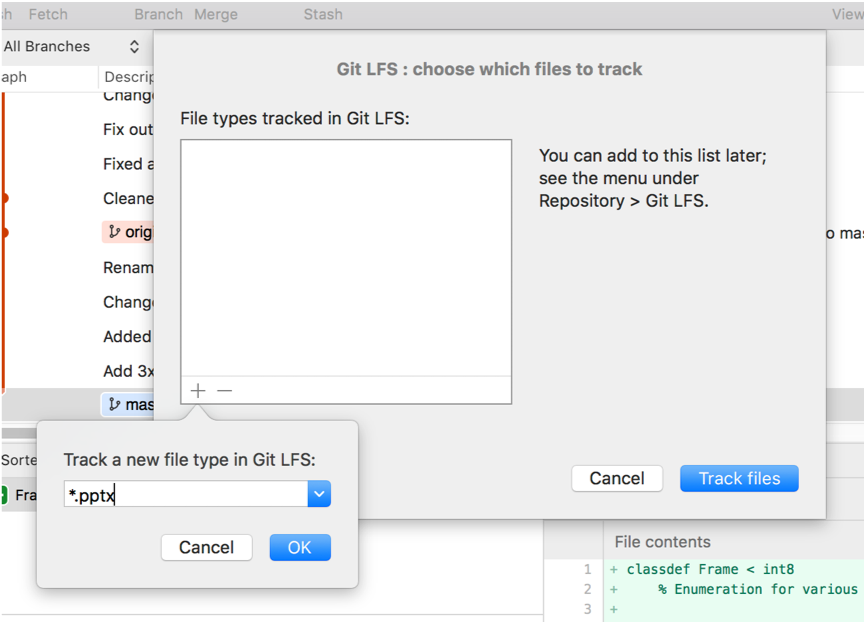 sh Fetch Branch Merge Stash View
All Branches
aph Descrip
Change
Fix out
Fixed a
Cleane
orig
o mas
Renam
Change
Added
Add 3x
mas
Git LFS : choose which files to track
File types tracked in Git LFS:
You can add to this list later;
see the menu under
Repository > Git LFS.
+ −
Cancel Track files
Sorte
Fra
Track a new file type in Git LFS:
*.pptx
Cancel OK
File contents
1 + classdef Frame < int8
2 + % Enumeration for various
3 +